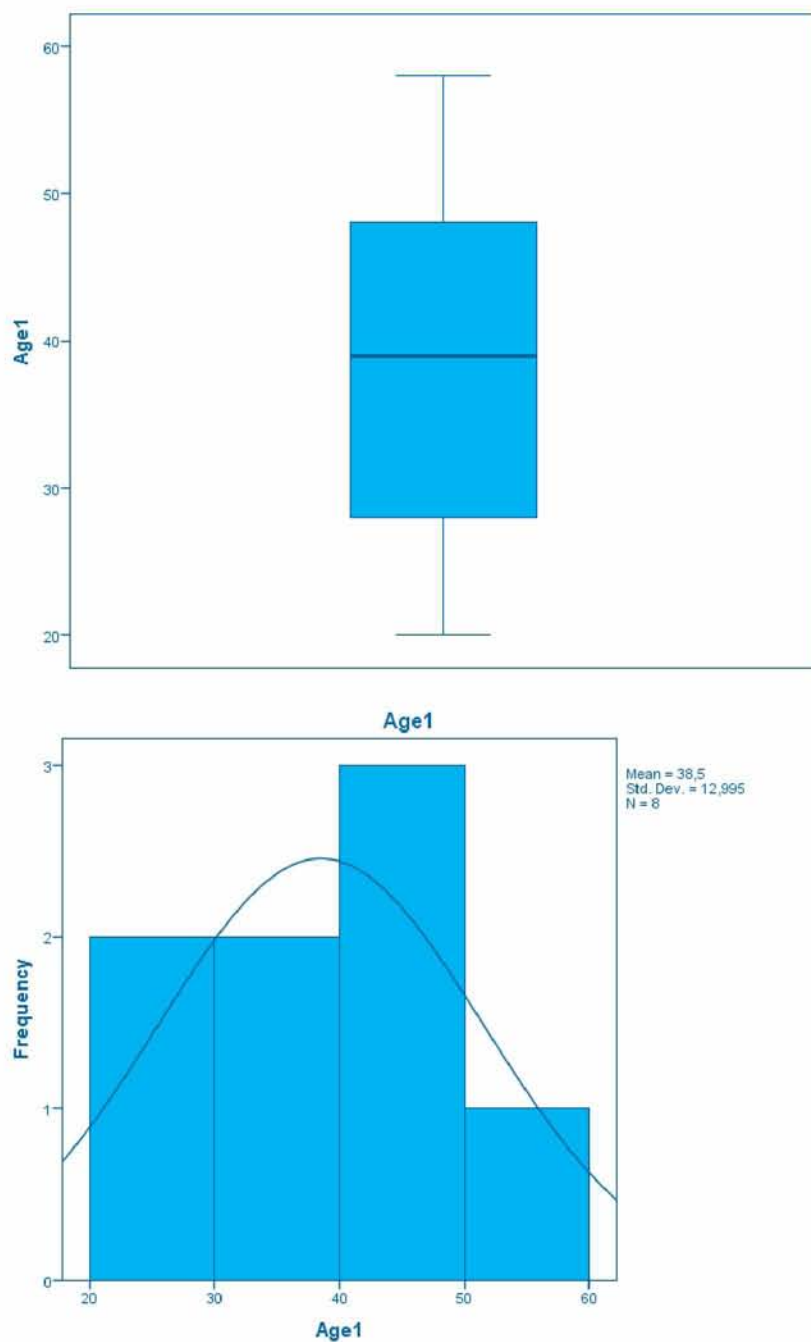 60
50
40
30
20
Age1
Age1
3
2
1
0
Frequency
Mean = 38,5
Std. Dev. = 12,995
N = 8
20 30 40 50 60
Age1